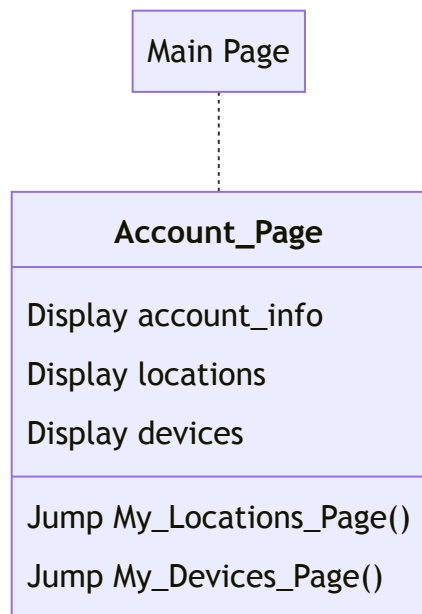 Main Page
Account_Page
Display account_info
Display locations
Display devices
Jump My_Locations_Page()
Jump My_Devices_Page()